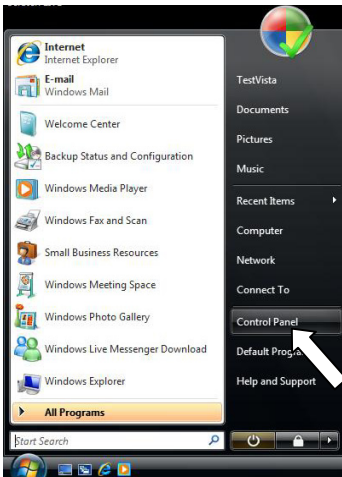 Internet
Internet Explorer
E-mail
Windows Mail
Welcome Center
Backup Status and Configuration
Windows Media Player
Windows Fax and Scan
Small Business Resources
Windows Meeting Space
Windows Photo Gallery
Windows Live Messenger Download
Windows Explorer
All Programs
Start Search
TestVista
Documents
Pictures
Music
Recent Items
Computer
Network
Connect To
Control Panel
Default
Help and Support